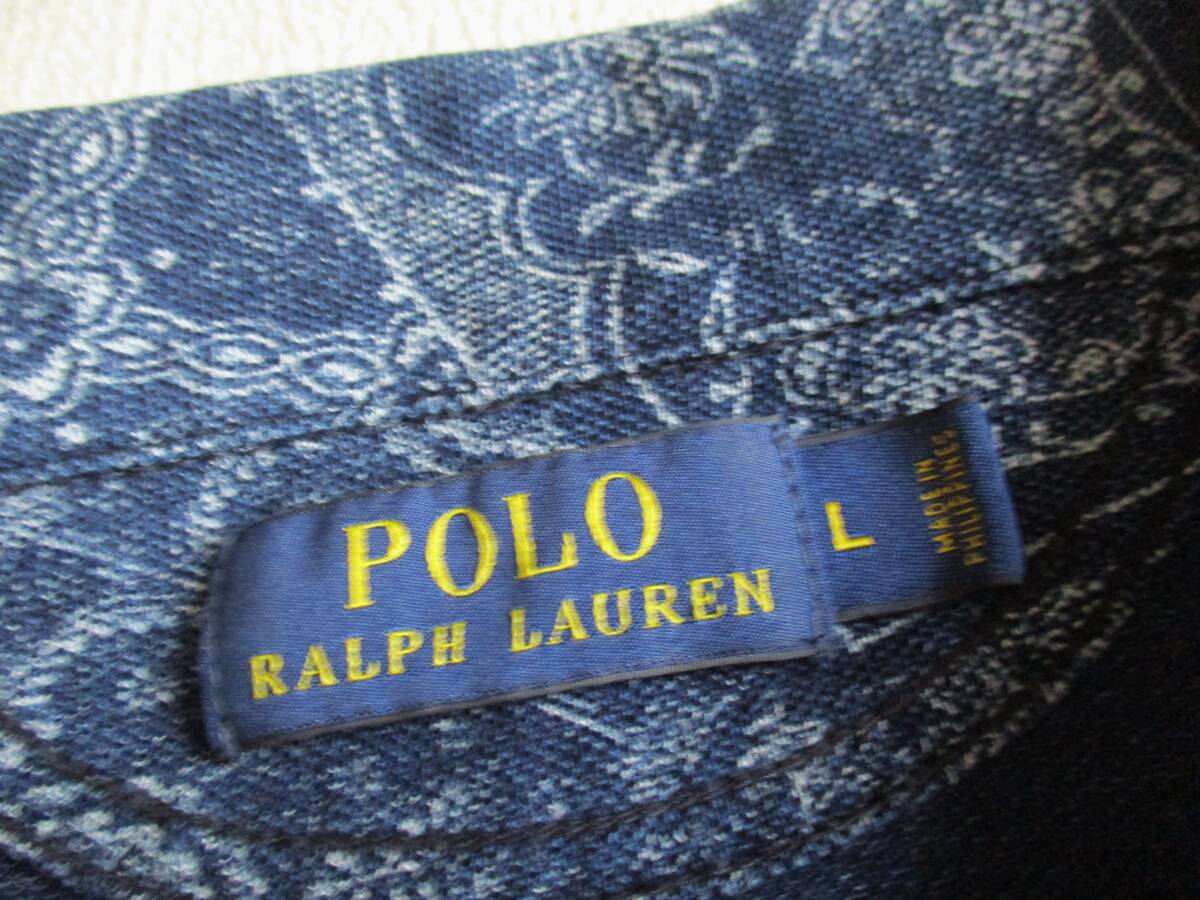 POLO
RALPH LAUREN
L
MADE IN
PHILIPPINES